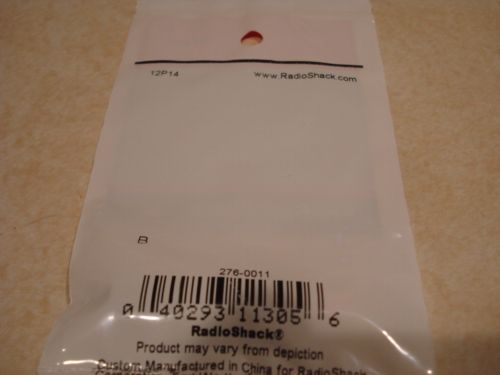 12P14 www.RadioShack.com
B
276-0011
0 40293 11305 6
RadioShack®
Product may vary from depiction
Custom Manufactured in China for RadioShack
Corporation